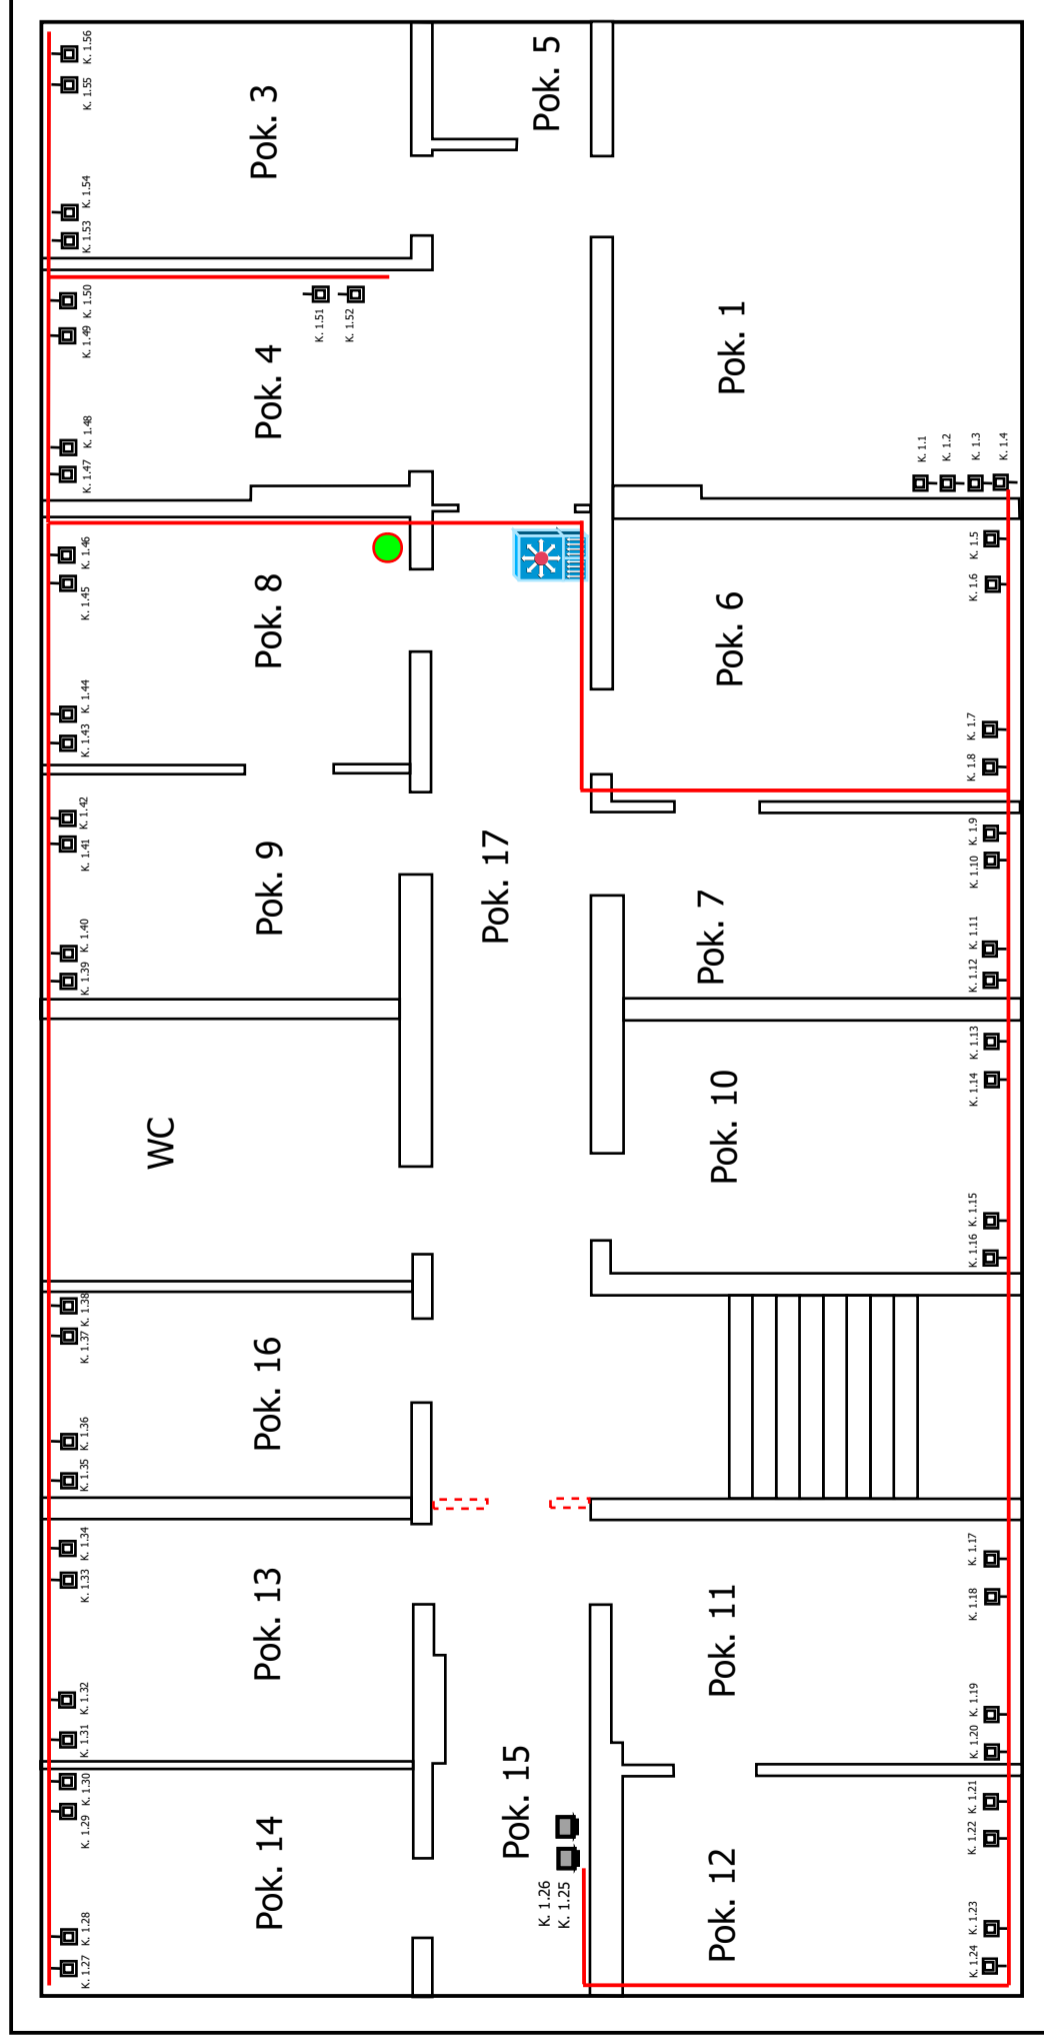 K. 1.56
K. 1.55
Pok. 3
Pok. 5
K. 1.54
K. 1.53
K. 1.50
K. 1.49
K. 1.51
K. 1.52
Pok. 4
Pok. 1
K. 1.48
K. 1.47
K. 1.1
K. 1.2
K. 1.3
K. 1.4
K. 1.46
K. 1.45
Pok. 8
Pok. 6
K. 1.5
K. 1.6
K. 1.44
K. 1.43
K. 1.7
K. 1.8
K. 1.42
K. 1.41
Pok. 9
Pok. 17
Pok. 7
K. 1.9
K. 1.10
K. 1.40
K. 1.39
K. 1.11
K. 1.12
WC
Pok. 10
K. 1.13
K. 1.14
K. 1.15
K. 1.16
K. 1.38
K. 1.37
Pok. 16
K. 1.36
K. 1.35
K. 1.34
K. 1.33
Pok. 13
Pok. 11
K. 1.17
K. 1.18
K. 1.32
K. 1.31
K. 1.19
K. 1.20
K. 1.30
K. 1.29
Pok. 14
Pok. 15
K. 1.26
K. 1.25
Pok. 12
K. 1.21
K. 1.22
K. 1.28
K. 1.27
K. 1.23
K. 1.24